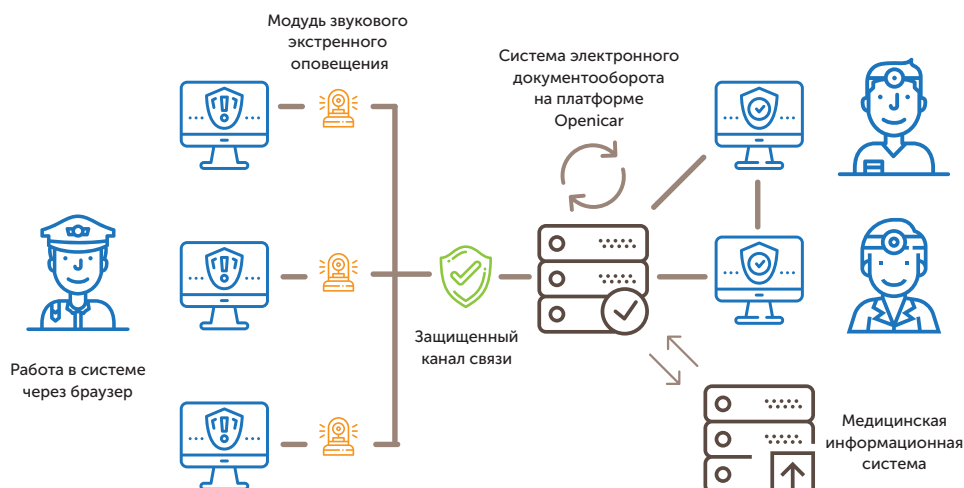 Модудь звукового
экстренного
оповещения
Система электронного
документооборота
на платформе
Openicar
Защищенный
канал связи
Работа в системе
через браузер
Медицинская
информационная
система